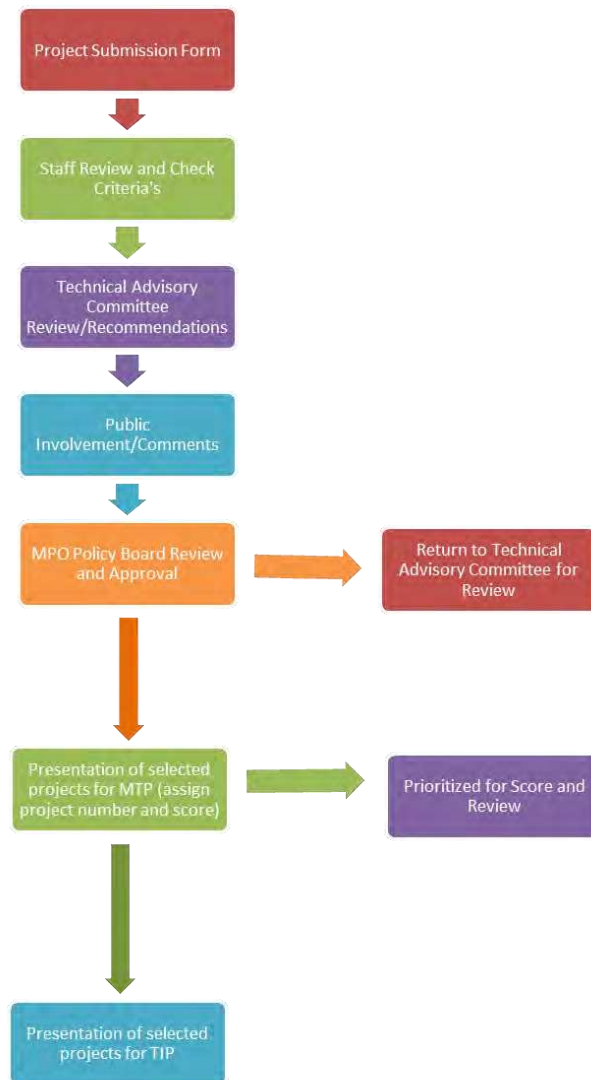 Project Submission Form
Staff Review and Check
Criteria's
Technical Advisory
Committee
Review/Recommendations
Public
Involvement/Comments
MPO Policy Board Review
and Approval
Return to Technical
Advisory Committee for
Review
Presentation of selected
projects for MTP (assign
project number and score)
Prioritized for Score and
Review
Presentation of selected
projects for TIP